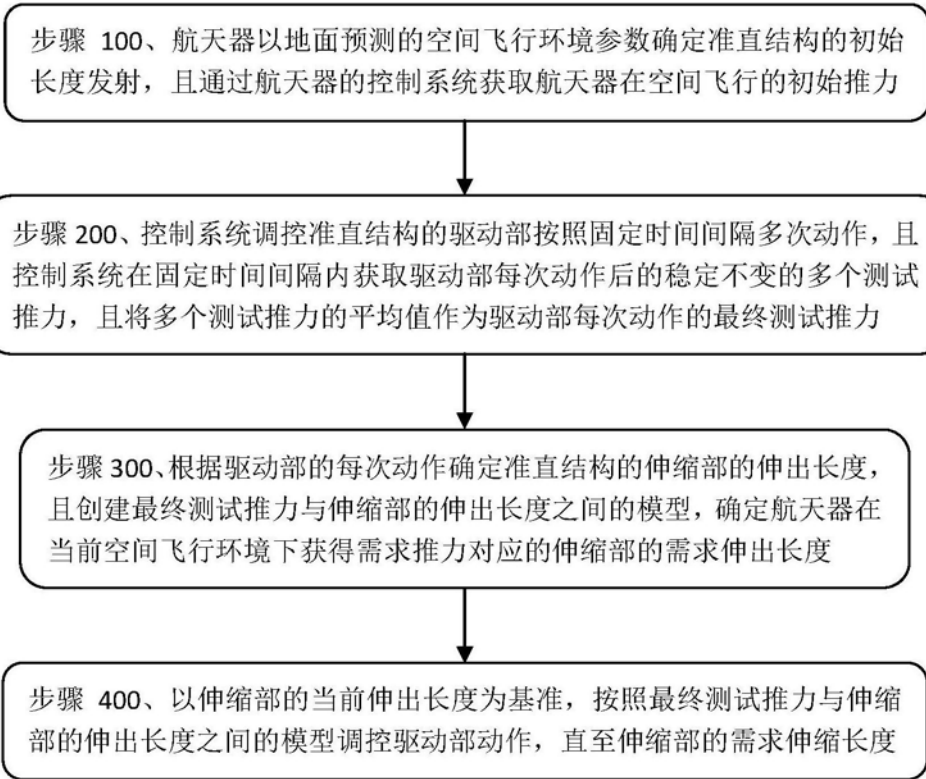 步骤 100、航天器以地面预测的空间飞行环境参数确定准直结构的初始
长度发射，且通过航天器的控制系统获取航天器在空间飞行的初始推力
步骤 200、控制系统调控准直结构的驱动部按照固定时间间隔多次动作，且
控制系统在固定时间间隔内获取驱动部每次动作后的稳定不变的多个测试
推力，且将多个测试推力的平均值作为驱动部每次动作的最终测试推力
步骤 300、根据驱动部的每次动作确定准直结构的伸缩部的伸出长度，
且创建最终测试推力与伸缩部的伸出长度之间的模型，确定航天器在
当前空间飞行环境下获得需求推力对应的伸缩部的需求伸出长度
步骤 400、以伸缩部的当前伸出长度为基准，按照最终测试推力与伸缩
部的伸出长度之间的模型调控驱动部动作，直至伸缩部的需求伸缩长度